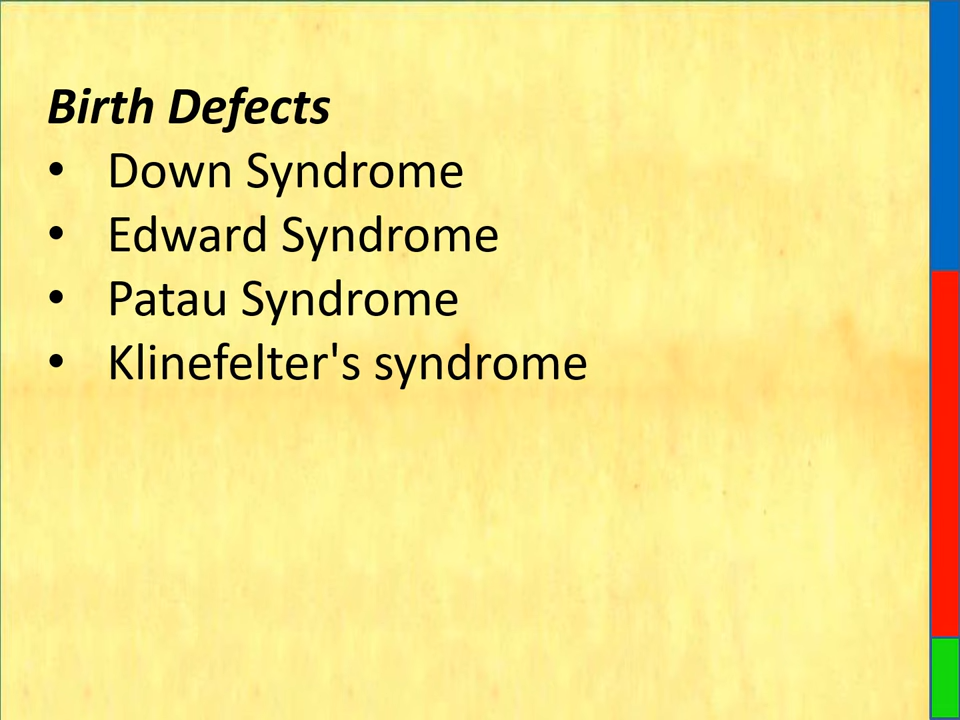 Birth Defects
• Down Syndrome
• Edward Syndrome
• Patau Syndrome
• Klinefelter's syndrome